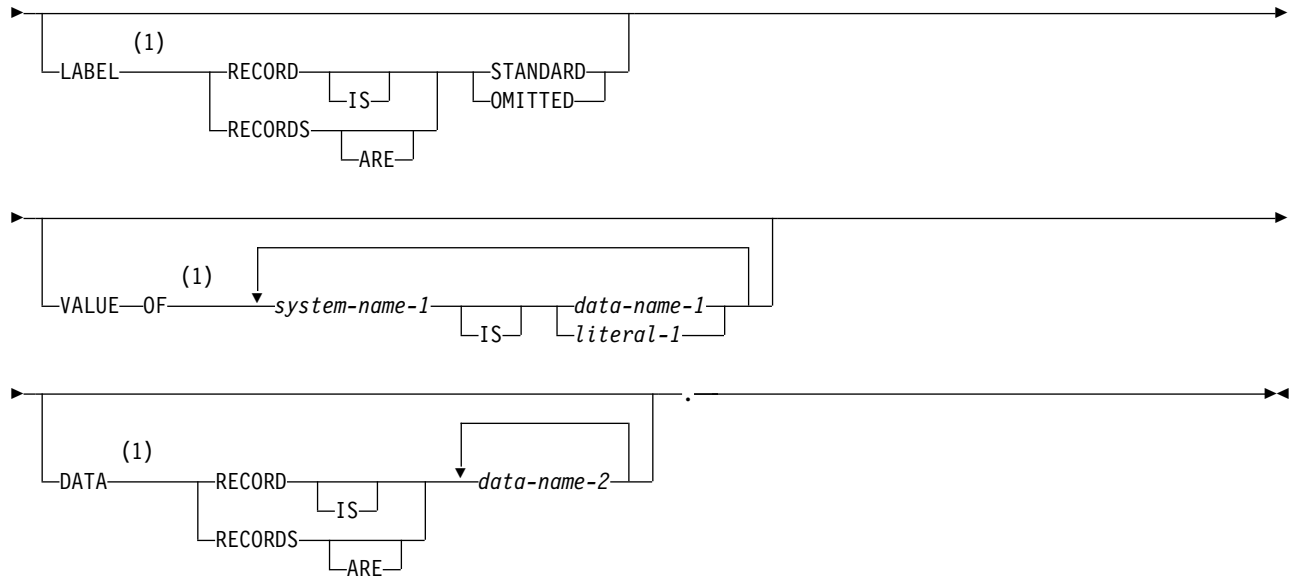 (1)
LABEL RECORD STANDARD
IS OMITTED
RECORDS
ARE
(1)
VALUE OF system-name-1 data-name-1
IS literal-1
(1)
DATA RECORD data-name-2 .
IS
RECORDS
ARE